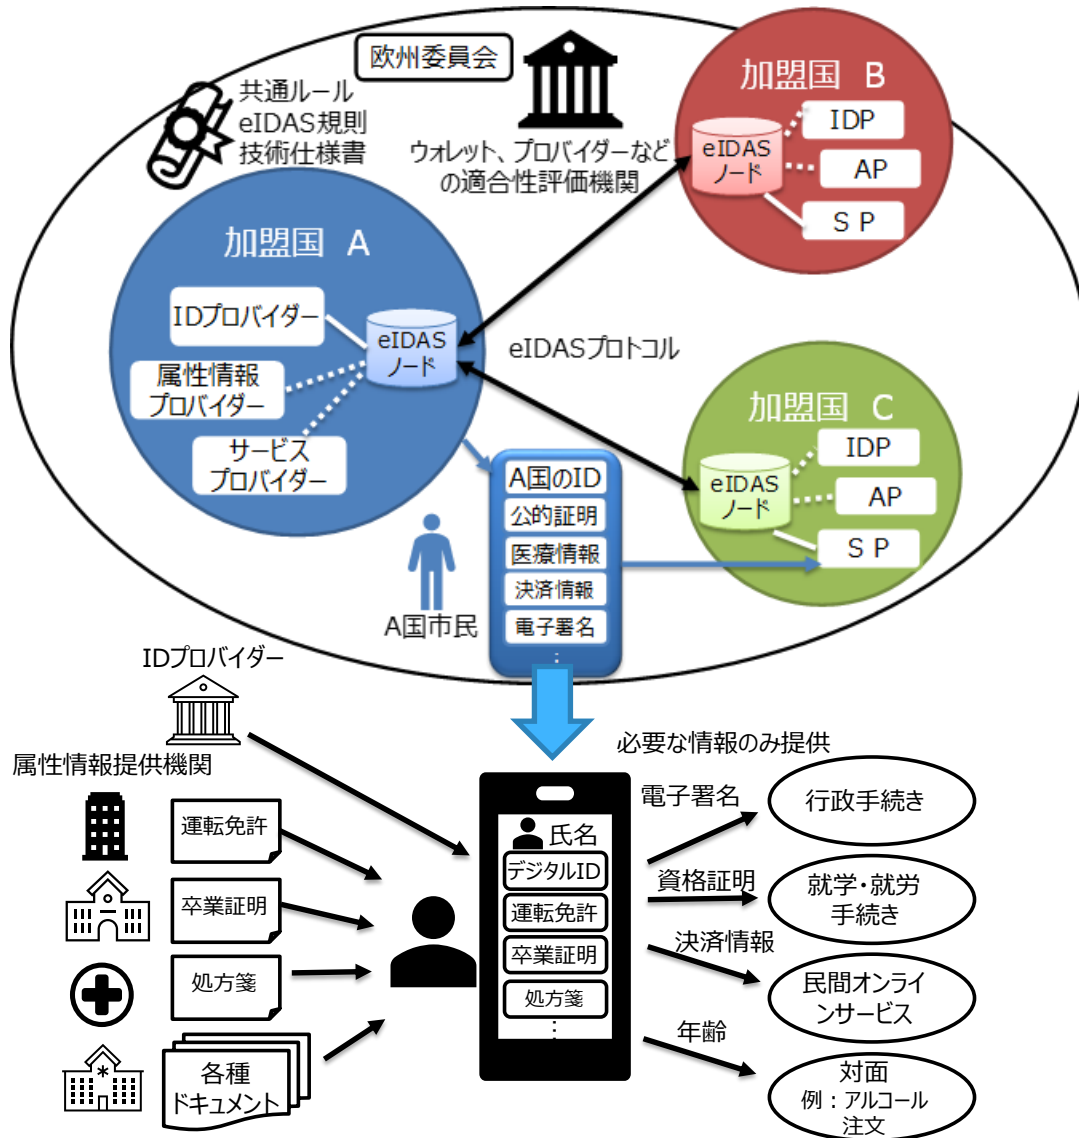 欧州委員会
共通ルール
eIDAS規則
技術仕様書
ウォレット、プロバイダーなど
の適合性評価機関
加盟国 B
eIDAS
ノード
IDP
AP
SP
加盟国 A
IDプロバイダー
属性情報
プロバイダー
サービス
プロバイダー
eIDAS
ノード
eIDASプロトコル
加盟国 C
eIDAS
ノード
IDP
AP
SP
A国のID
公的証明
医療情報
決済情報
電子署名
⋮
A国市民
IDプロバイダー
属性情報提供機関
運転免許
卒業証明
処方箋
各種
ドキュメント
氏名
デジタルID
運転免許
卒業証明
処方箋
⋮
必要な情報のみ提供
電子署名
行政手続き
資格証明
就学・就労
手続き
決済情報
民間オンライ
ンサービス
年齢
対面
例：アルコール
注文